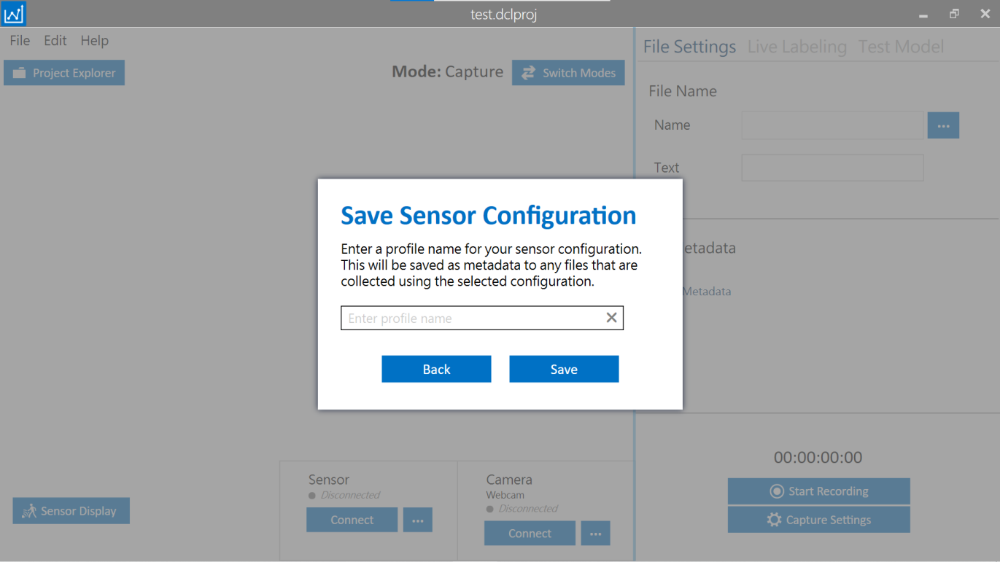 test.dclproj
File Edit Help
Project Explorer
Mode: Capture
Switch Modes
File Settings Live Labeling Test Model
File Name
Name
...
Text
Save Sensor Configuration
Enter a profile name for your sensor configuration.
This will be saved as metadata to any files that are
collected using the selected configuration.
Enter profile name
Back
Save
etadata
Metadata
00:00:00:00
Start Recording
Capture Settings
Sensor Display
Sensor
Disconnected
Connect
...
Camera
Webcam
Disconnected
Connect
...